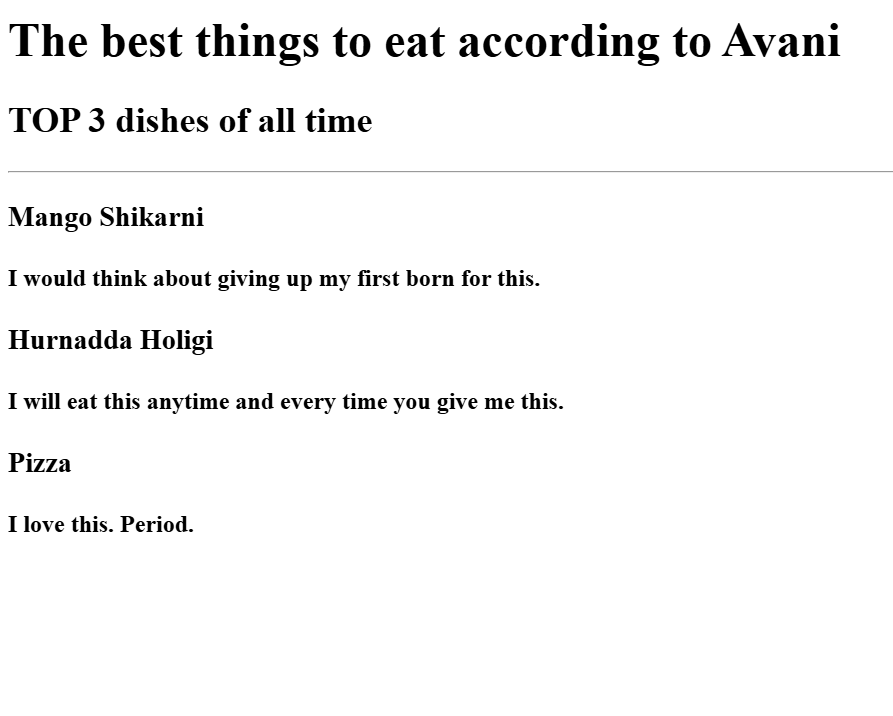 The best things to eat according to Avani
TOP 3 dishes of all time
Mango Shikarni
I would think about giving up my first born for this.
Hurnadda Holigi
I will eat this anytime and every time you give me this.
Pizza
I love this. Period.